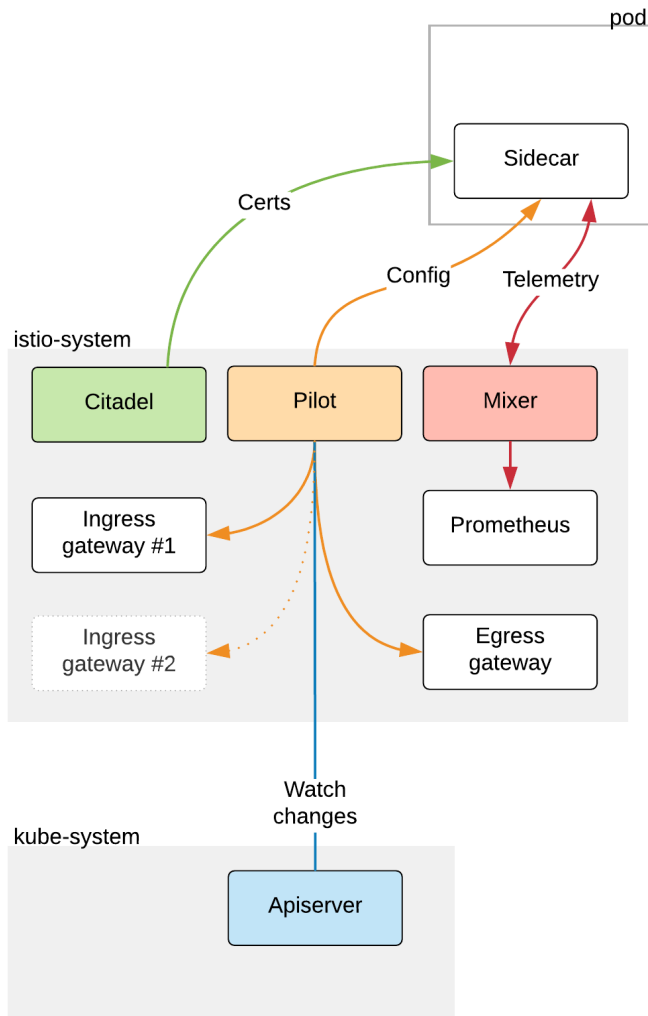 pod
Sidecar
Certs
Config
Telemetry
istio-system
Citadel
Pilot
Mixer
Ingress
gateway #1
Prometheus
Ingress
gateway #2
Egress
gateway
Watch
changes
kube-system
Apiserver